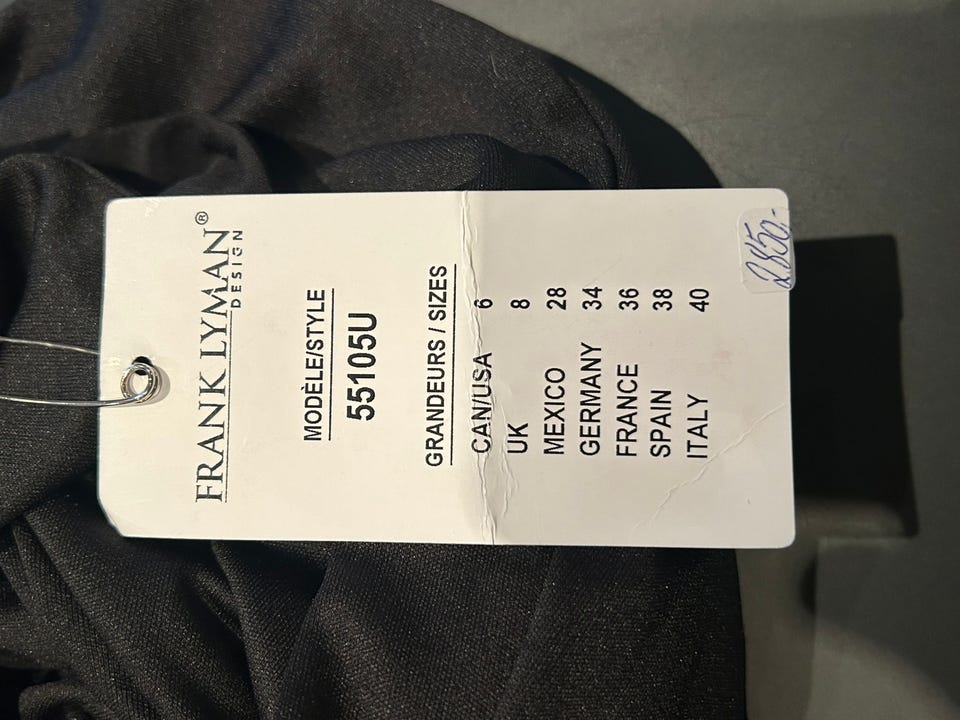 FRANK LYMAN®
DESIGN
MODÈLE/STYLE
55105U
GRANDEURS / SIZES
CAN/USA 6
UK 8
MEXICO 28
GERMANY 34
FRANCE 36
SPAIN 38
ITALY 40
2850,-